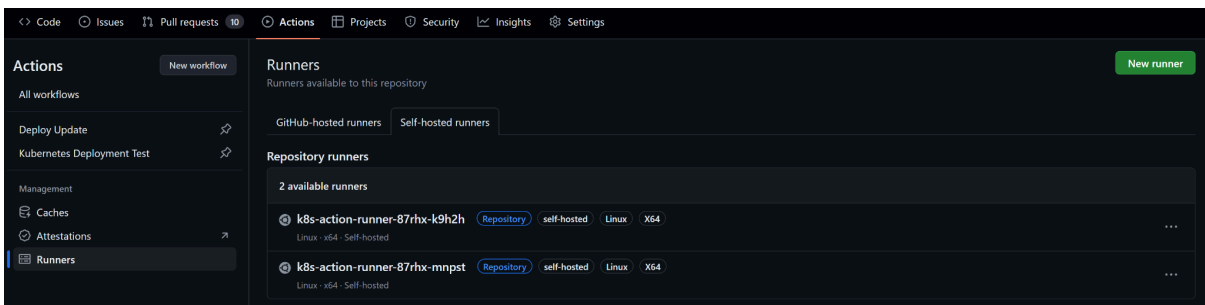 Code Issues Pull requests 10 Actions Projects Security Insights Settings
Actions New workflow
All workflows
Deploy Update
Kubernetes Deployment Test
Management
Caches
Attestations
Runners
Runners New runner
Runners available to this repository
GitHub-hosted runners Self-hosted runners
Repository runners
2 available runners
k8s-action-runner-87rhx-k9h2h Repository self-hosted Linux X64
Linux · x64 · Self-hosted
k8s-action-runner-87rhx-mnpst Repository self-hosted Linux X64
Linux · x64 · Self-hosted